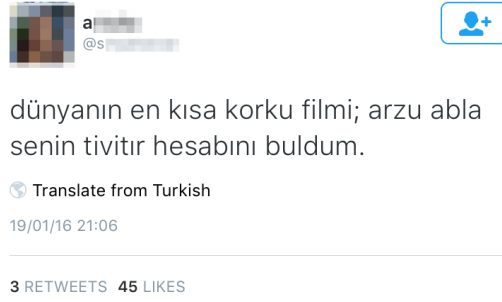 a
@s
dünyanın en kısa korku filmi; arzu abla
senin tivitır hesabını buldum.
Translate from Turkish
19/01/16 21:06
3 RETWEETS 45 LIKES